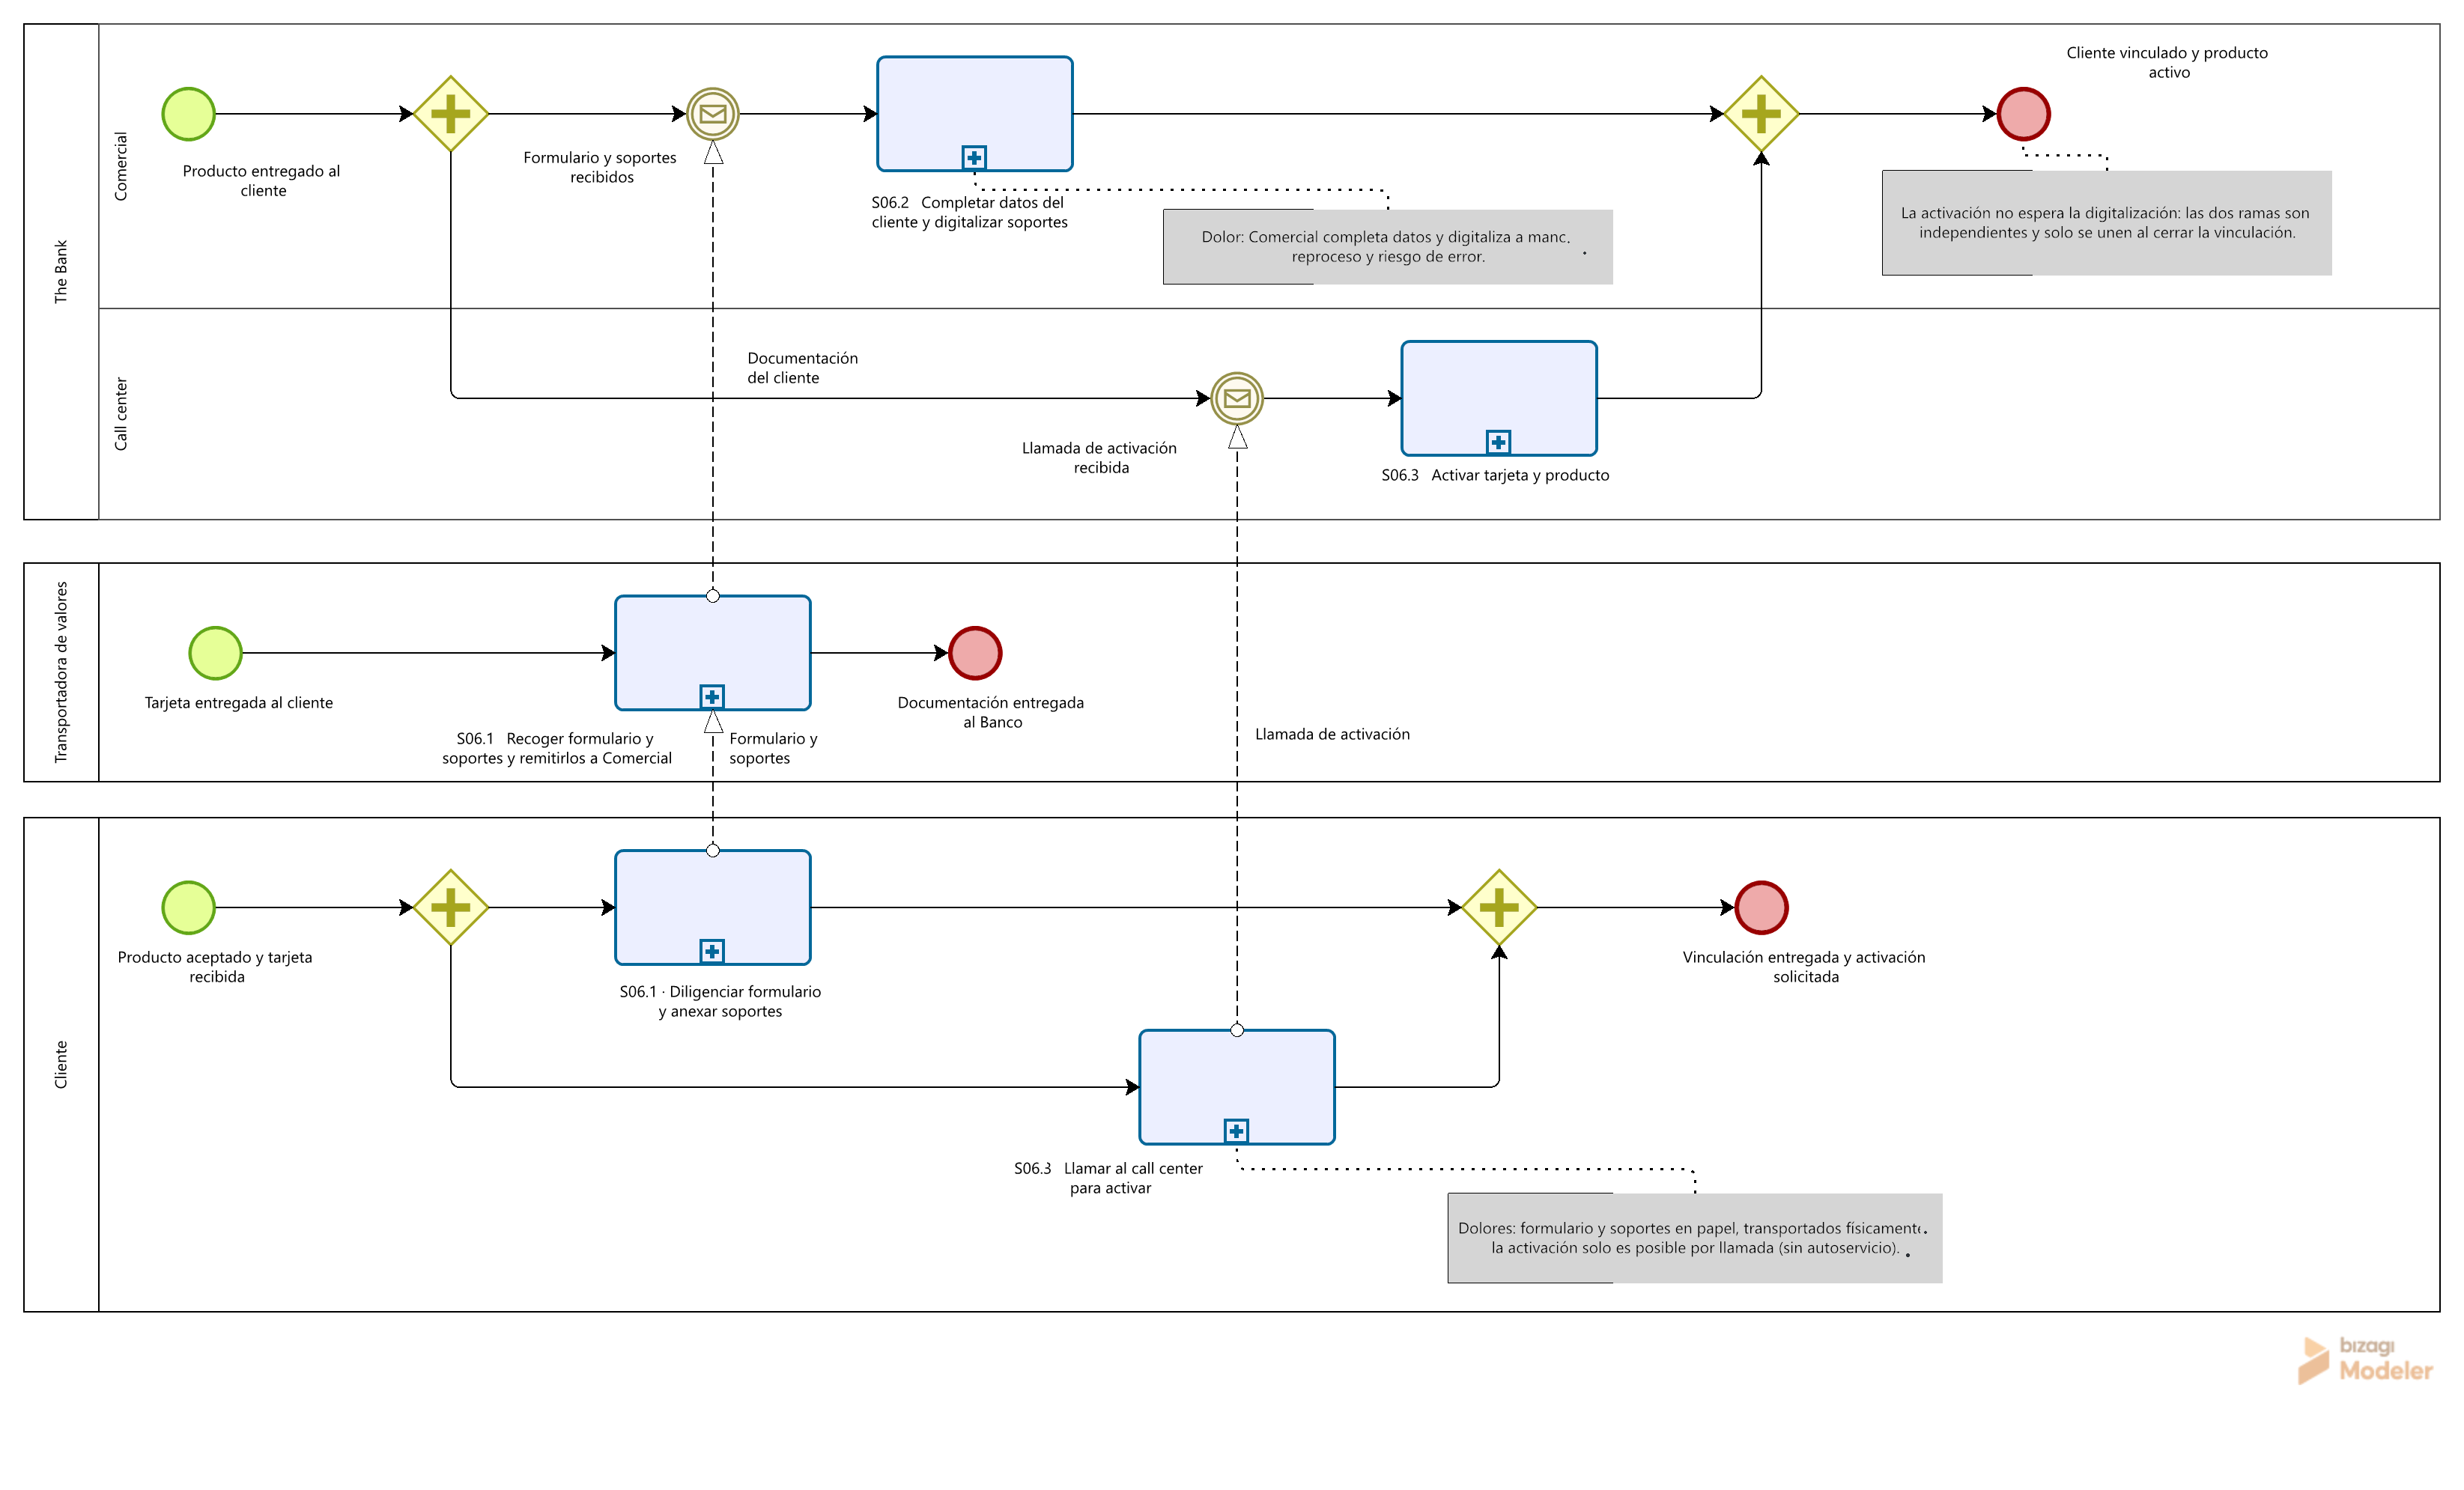 The Bank
Comercial
Producto entregado al
cliente
Formulario y soportes
recibidos
S06.2 Completar datos del
cliente y digitalizar soportes
Dolor: Comercial completa datos y digitaliza a
reproceso y riesgo de error.
Cliente vinculado y producto
activo
La activación no espera la digitalización: las dos ramas son
independientes y solo se unen al cerrar la vinculación.
Call center
Documentación
del cliente
Llamada de activación
recibida
S06.3 Activar tarjeta y producto
Transportadora de valores
Tarjeta entregada al cliente
S06.1 Recoger formulario y
soportes y remitirlos a Comercial
Formulario y
soportes
Documentación entregada
al Banco
Llamada de activación
Cliente
Producto aceptado y tarjeta
recibida
S06.1 · Diligenciar formulario
y anexar soportes
S06.3 Llamar al call center
para activar
Vinculación entregada y activación
solicitada
Dolores: formulario y soportes en papel, transportados
la activación solo es posible por llamada (sin autoservicio).
bizagi
Modeler